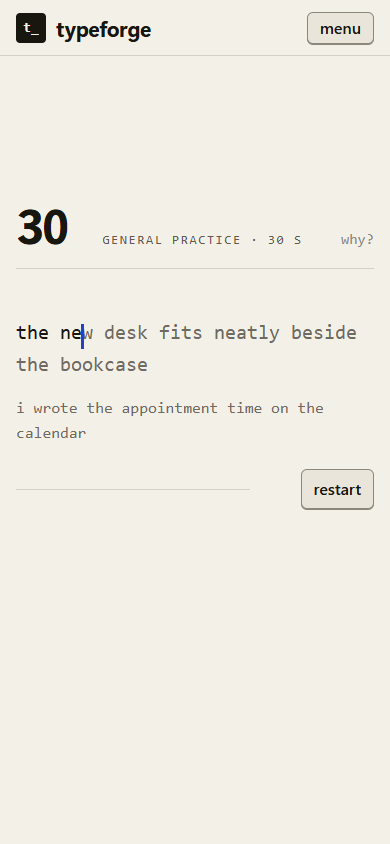 t_ typeforge menu
30 GENERAL PRACTICE · 30 S why?
the new desk fits neatly beside
the bookcase
i wrote the appointment time on the
calendar
restart